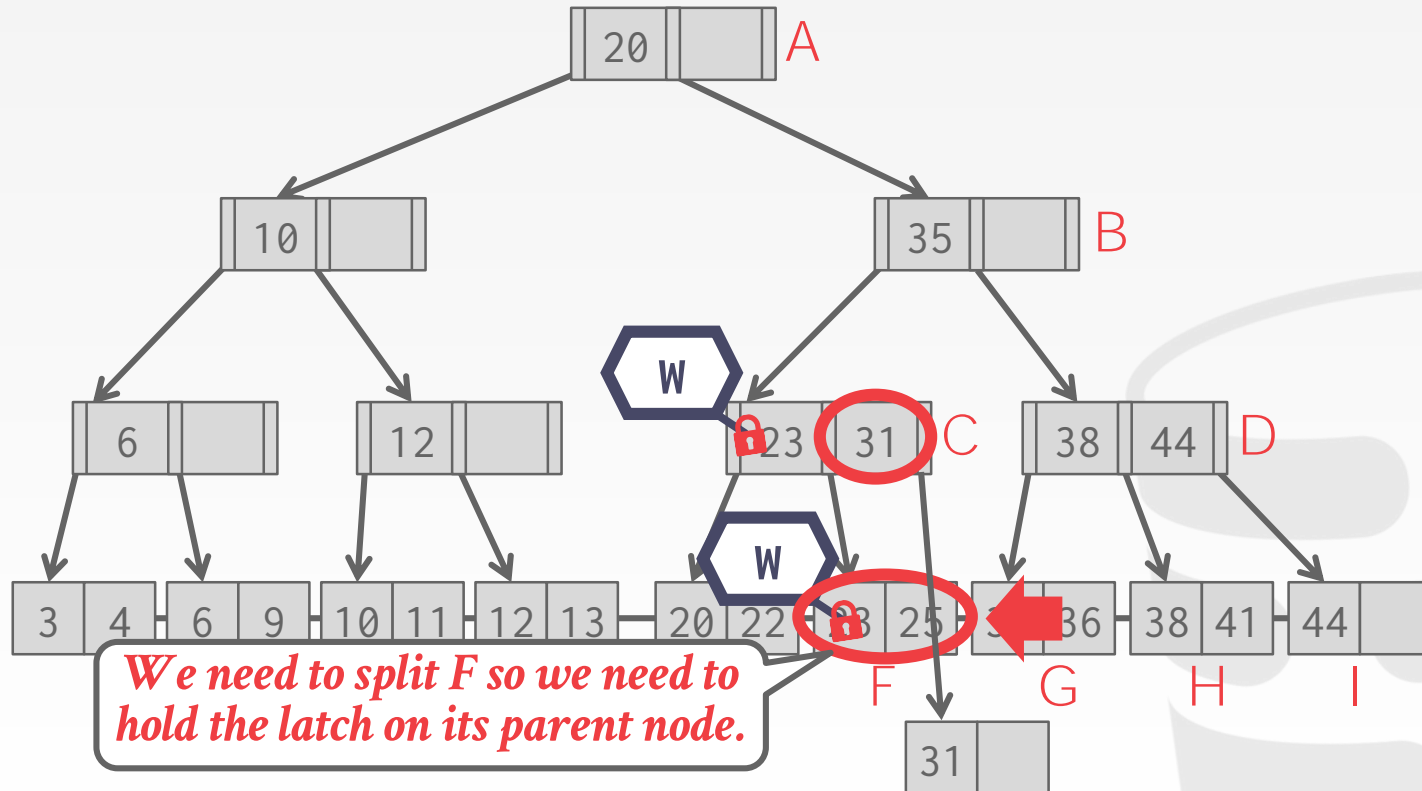 20 A
10
35 B
W
6
12
23 31 C
38 44 D
W
3 4 6 9 10 11 12 13 20 22 25 36 38 41 44
We need to split F so we need to
hold the latch on its parent node.
F G H I
31